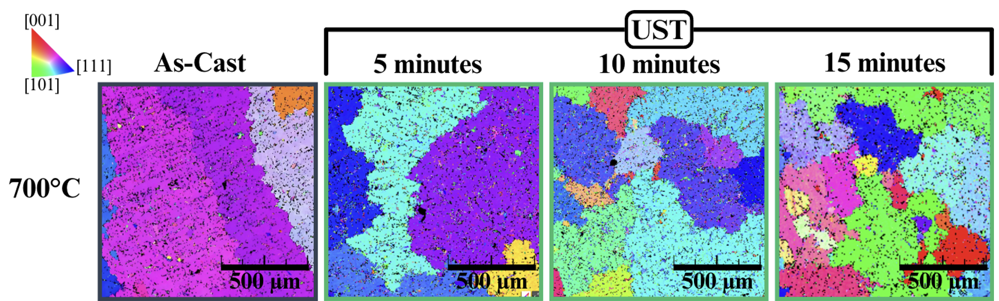 [001]
[111]
[101]
UST
As-Cast
5 minutes
10 minutes
15 minutes
700°C
500 μm
500 μm
500 μm
500 μm